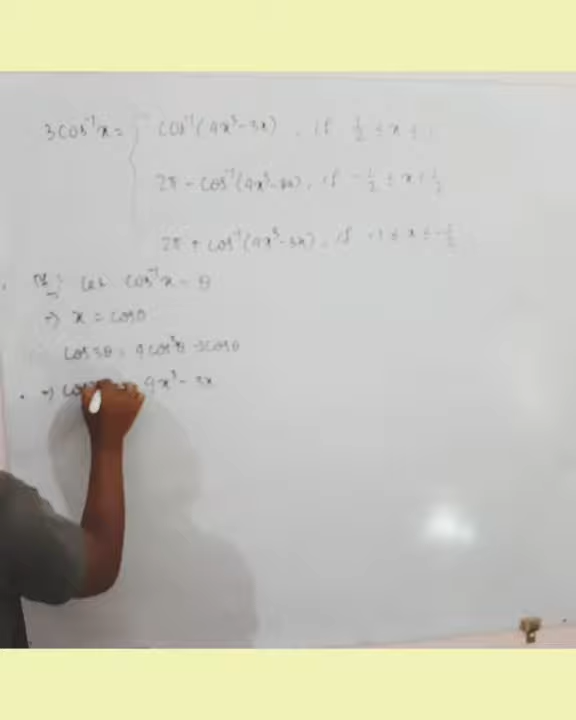 3cos⁻¹x = cos⁻¹(4x³-3x), if 1/2 ≤ x ≤
2π - cos⁻¹(4x³-3x), if -1/2 ≤ x ≤ 1/2
2π + cos⁻¹(4x³-3x), if -1 ≤ x ≤ -1/2
Let cos⁻¹x = θ
⇒ x = cosθ
cos3θ = 4cos³θ - 3cosθ
⇒ cos 4x³ - 3x